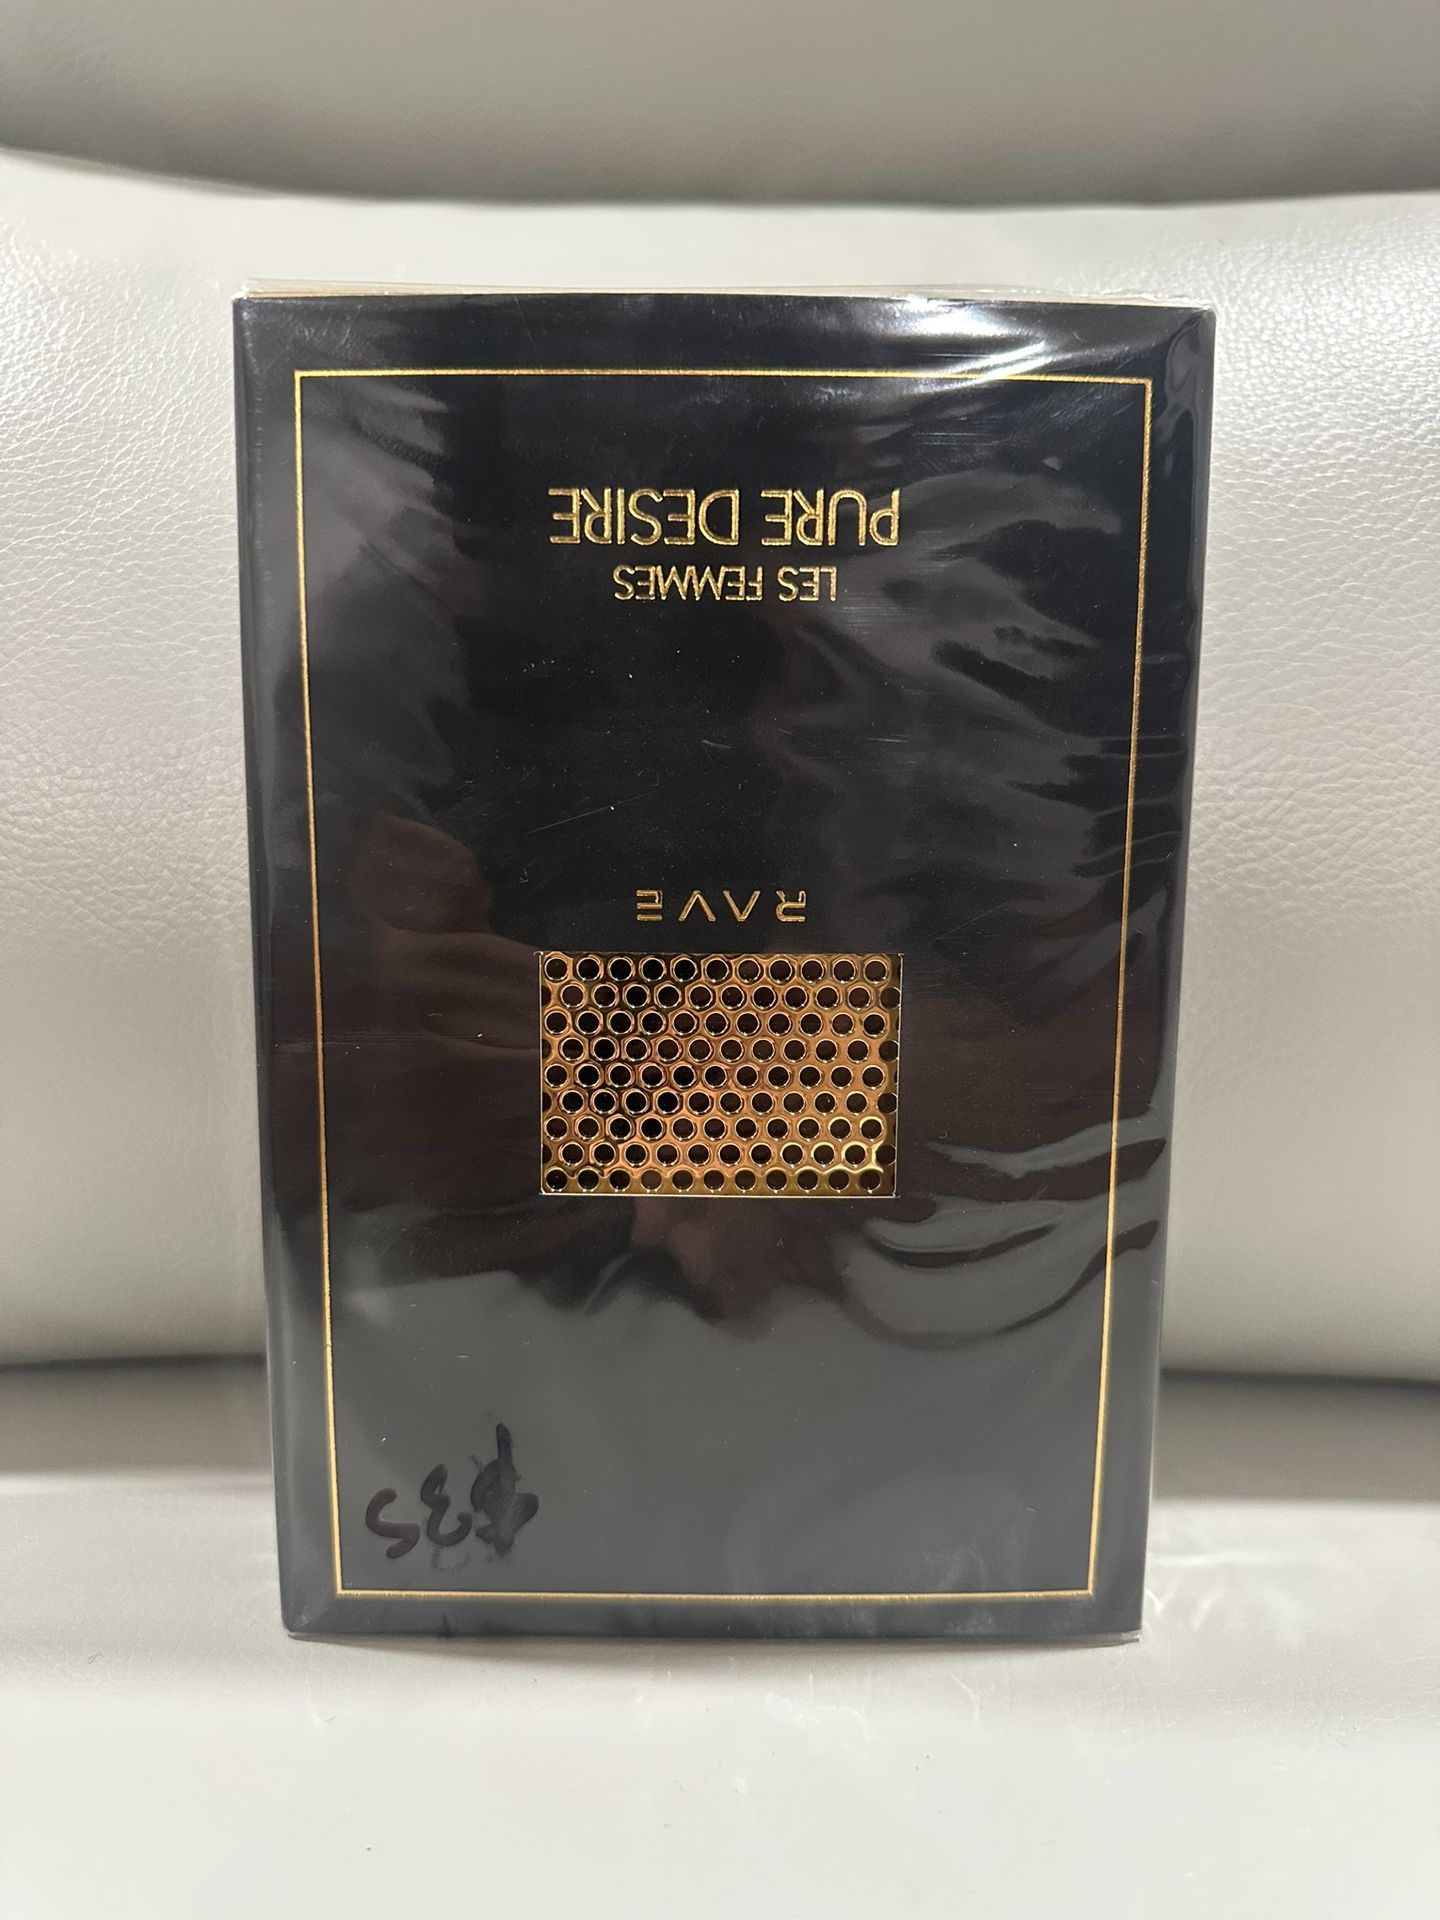 $35
RAVE
LES FEMMES
PURE DESIRE